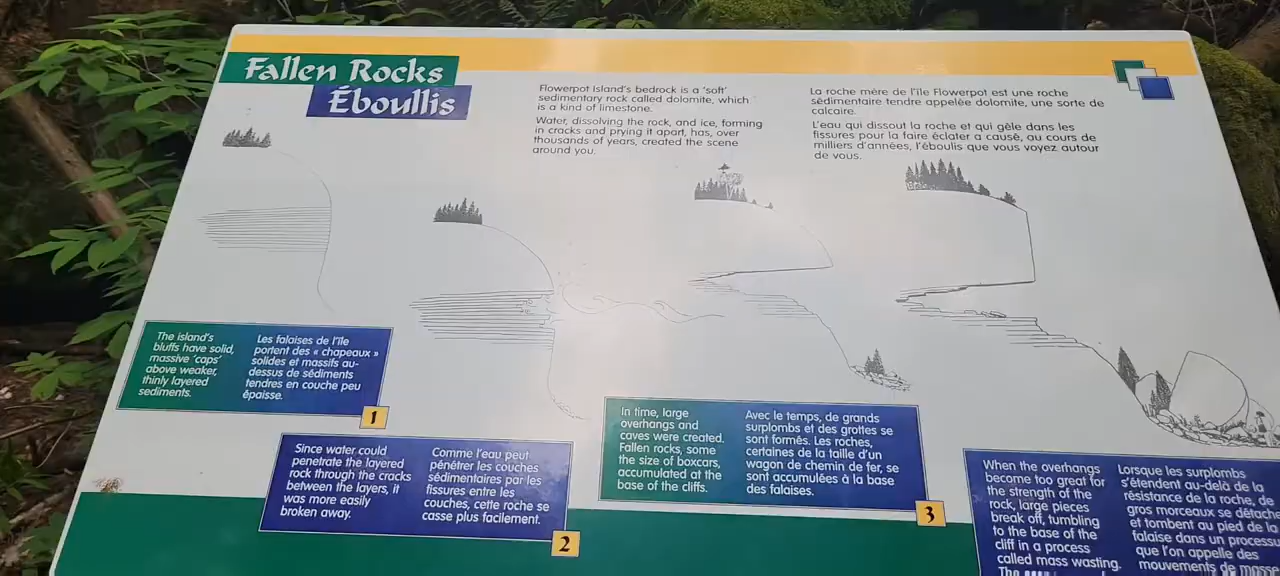 Fallen Rocks
Éboullis
Flowerpot Island's bedrock is a 'soft'
sedimentary rock called dolomite, which
is a kind of limestone.
Water, dissolving the rock, and ice, forming
in cracks and prying it apart, has, over
thousands of years, created the scene
around you.
La roche mère de l'île Flowerpot est une roche
sédimentaire tendre appelée dolomite, une sorte de
calcaire.
L'eau qui dissout la roche et qui gèle dans les
fissures pour la faire éclater a causé, au cours de
milliers d'années, l'éboulis que vous voyez autour
de vous.
The island's
bluffs have solid,
massive 'caps'
above weaker,
thinly layered
sediments.
Les falaises de l'île
portent des « chapeaux »
solides et massifs au-
dessus de sédiments
tendres en couche peu
épaisse.
1
Since water could
penetrate the layered
rock through the cracks
between the layers, it
was more easily
broken away.
Comme l'eau peut
pénétrer les couches
sédimentaires par les
fissures entre les
couches, cette roche se
casse plus facilement.
2
In time, large
overhangs and
caves were created.
Fallen rocks, some
the size of boxcars,
accumulated at the
base of the cliffs.
Avec le temps, de grands
surplombs et des grottes se
sont formés. Les roches,
certaines de la taille d'un
wagon de chemin de fer, se
sont accumulées à la base
des falaises.
3
When the overhangs
become too great for
the strength of the
rock, large pieces
break off, tumbling
to the base of the
cliff in a process
called mass wasting.
The
Lorsque les surplombs
s'étendent au-delà de la
résistance de la roche, de
gros morceaux se détache
et tombent au pied de la
falaise dans un processu
que l'on appelle des
mouvements de masse